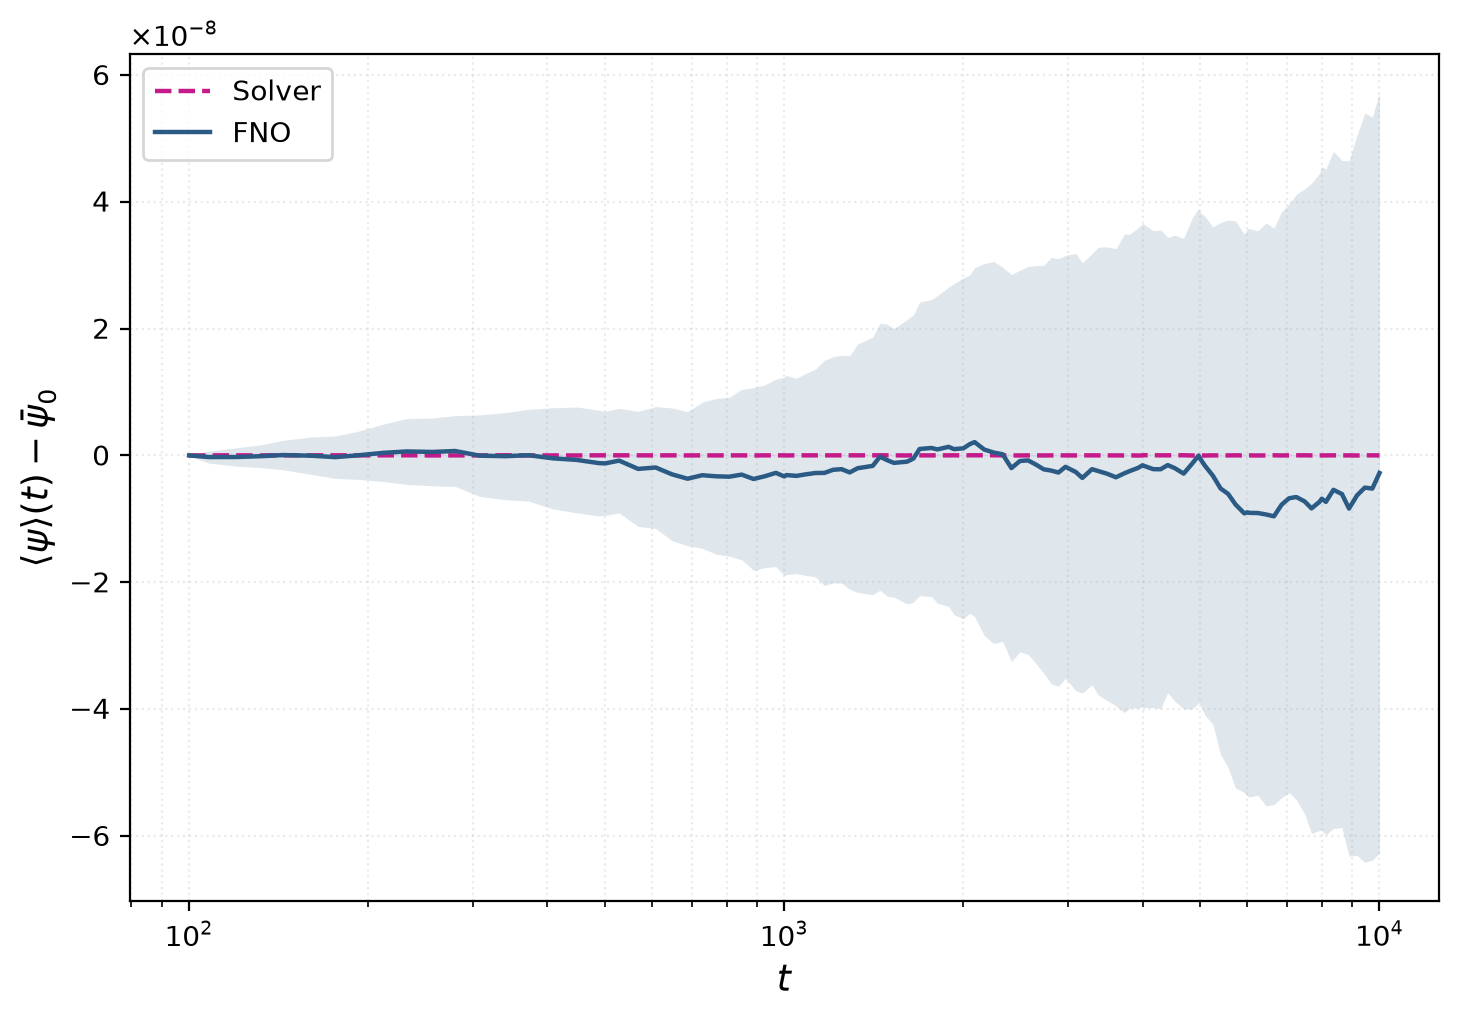 ×10⁻⁸
Solver
FNO
6
4
2
0
−2
−4
−6
⟨ψ⟩(t) − ψ̄₀
10² 10³ 10⁴
t